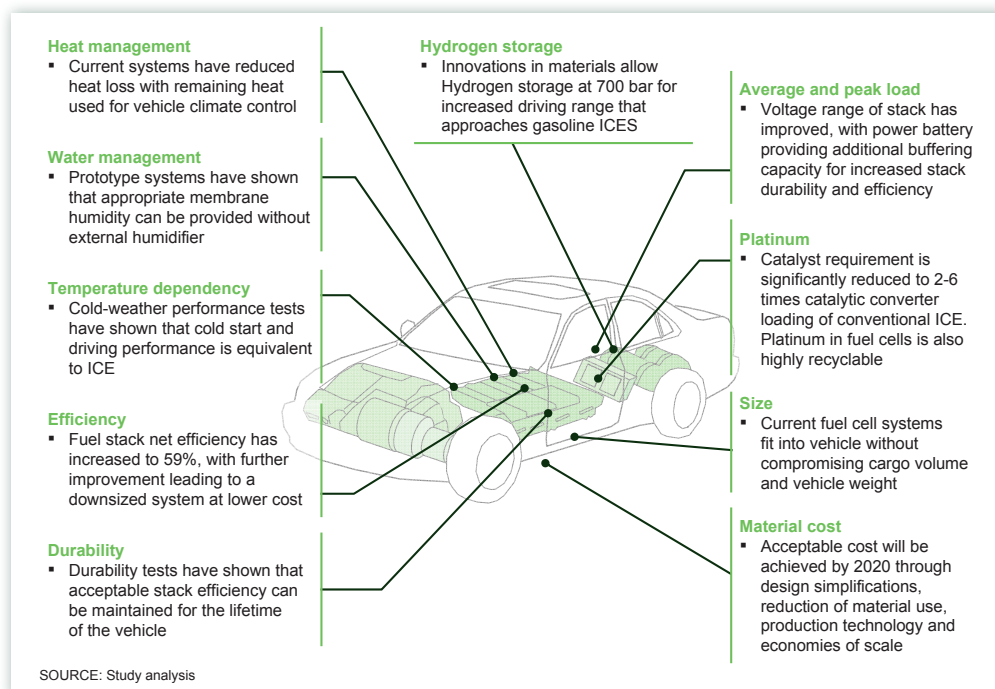 Heat management
▪ Current systems have reduced
heat loss with remaining heat
used for vehicle climate control
Water management
▪ Prototype systems have shown
that appropriate membrane
humidity can be provided without
external humidifier
Temperature dependency
▪ Cold-weather performance tests
have shown that cold start and
driving performance is equivalent
to ICE
Efficiency
▪ Fuel stack net efficiency has
increased to 59%, with further
improvement leading to a
downsized system at lower cost
Durability
▪ Durability tests have shown that
acceptable stack efficiency can
be maintained for the lifetime
of the vehicle
Hydrogen storage
▪ Innovations in materials allow
Hydrogen storage at 700 bar for
increased driving range that
approaches gasoline ICES
Average and peak load
▪ Voltage range of stack has
improved, with power battery
providing additional buffering
capacity for increased stack
durability and efficiency
Platinum
▪ Catalyst requirement is
significantly reduced to 2-6
times catalytic converter
loading of conventional ICE.
Platinum in fuel cells is also
highly recyclable
Size
▪ Current fuel cell systems
fit into vehicle without
compromising cargo volume
and vehicle weight
Material cost
▪ Acceptable cost will be
achieved by 2020 through
design simplifications,
reduction of material use,
production technology and
economies of scale
SOURCE: Study analysis